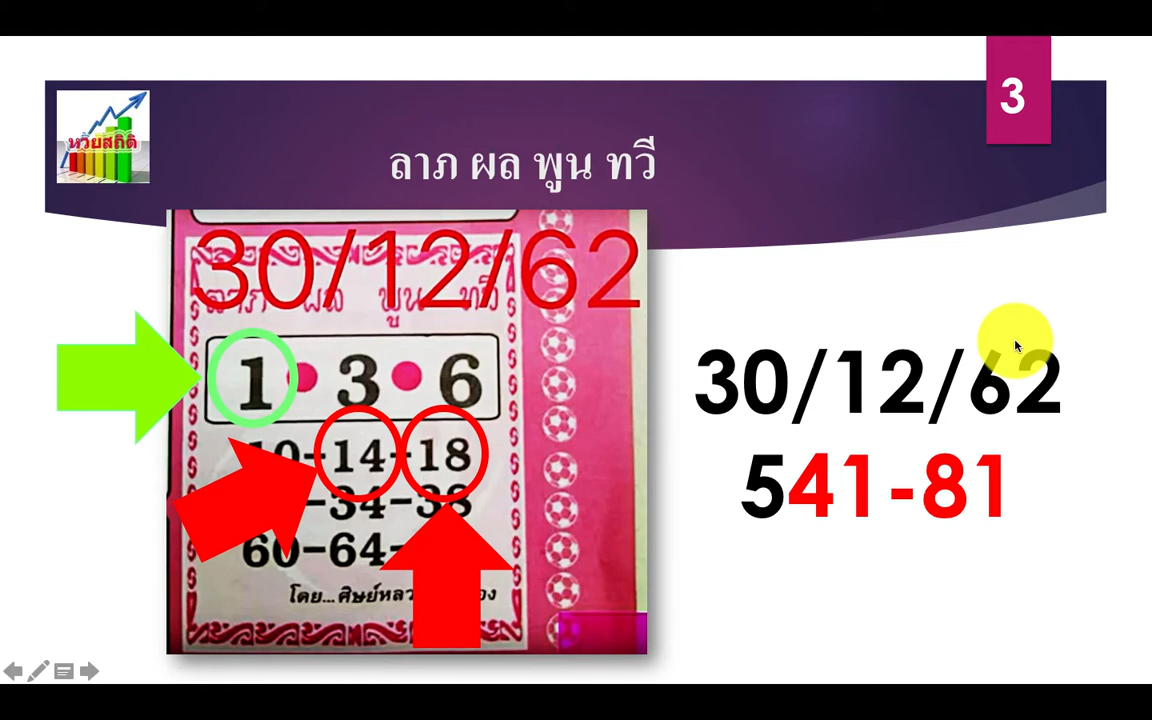 3
หวยสถิติ
ลาภ ผล พูน ทวี
30/12/62
ลาภ ผล พูน ทวี
1 • 3 • 6
10-14-18
-34-38
60-64-
โดย...ศิษย์หลว
30/12/62
541-81